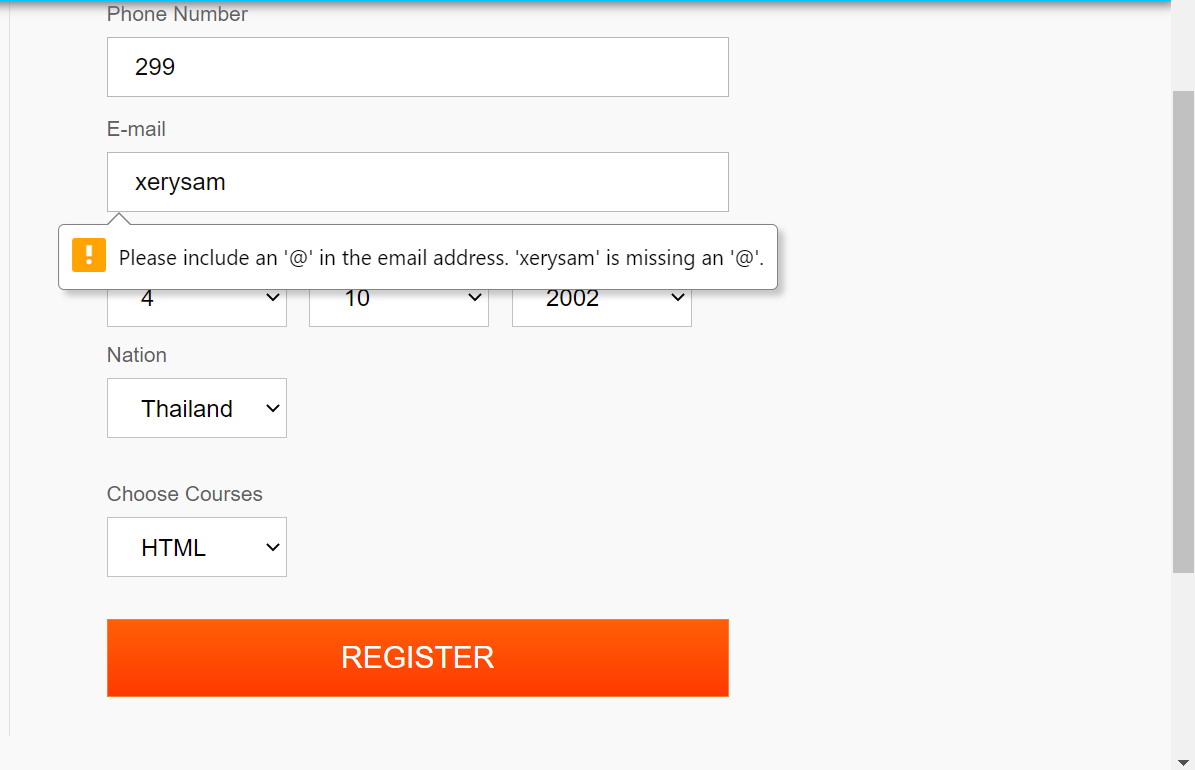 Phone Number
299
E-mail
xerysam
Please include an '@' in the email address. 'xerysam' is missing an '@'.
4 10 2002
Nation
Thailand
Choose Courses
HTML
REGISTER